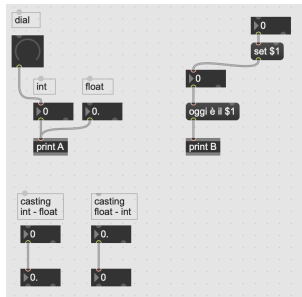 dial
0
set $1
int
float
0
0
0.
oggi è il $1
print A
print B
casting
int - float
casting
float - int
0
0.
0.
0